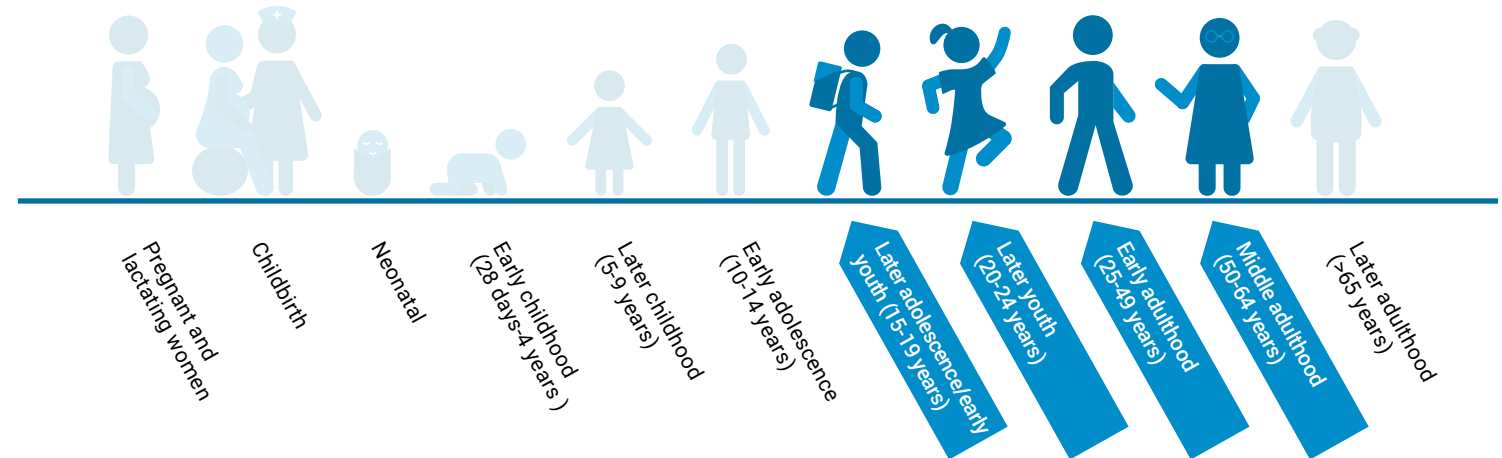 Pregnant and
lactating women
Childbirth
Neonatal
Early childhood
(28 days-4 years )
Later childhood
(5-9 years)
Early adolescence
(10-14 years)
Later adolescence/early
youth (15-19 years)
Later youth
(20-24 years)
Early adulthood
(25-49 years)
Middle adulthood
(50-64 years)
Later adulthood
(>65 years)